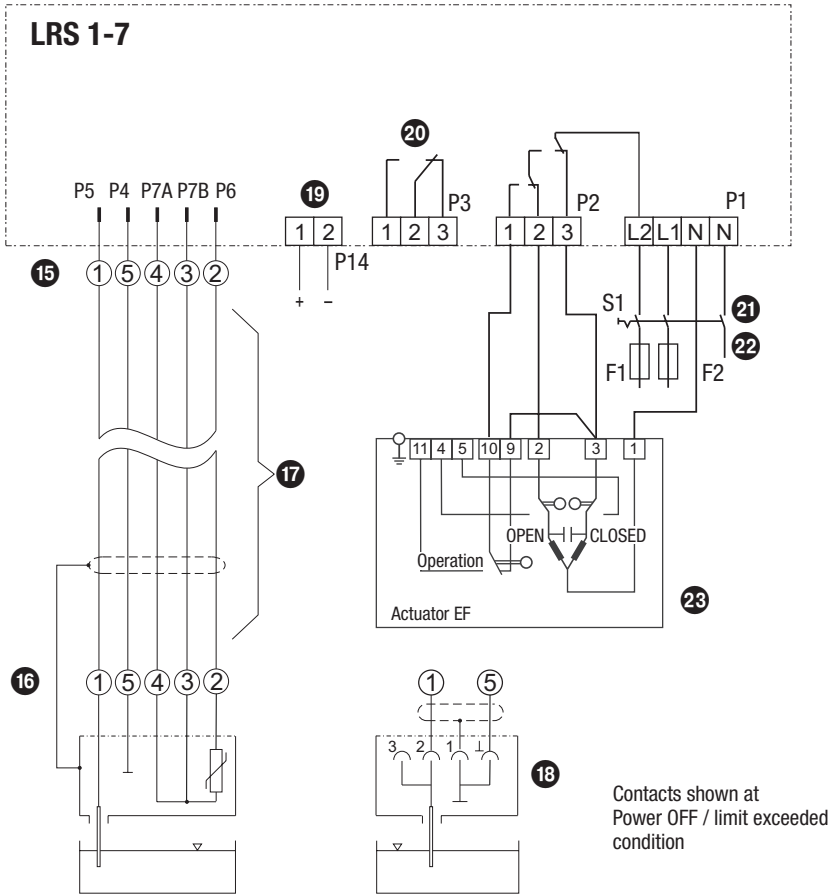 LRS 1-7
20
P5 P4 P7A P7B P6
19
P3
P2
P1
1 2
1 2 3
1 2 3
L2 L1 N N
P14
15
1 5 4 3 2
+ −
S1
21
22
F1
F2
17
11 4 5 10 9 2 3 1
OPEN CLOSED
Operation
Actuator EF
23
16
1 5 4 3 2
1 5
3 2 1 ⊥
18
Contacts shown at
Power OFF / limit exceeded
condition